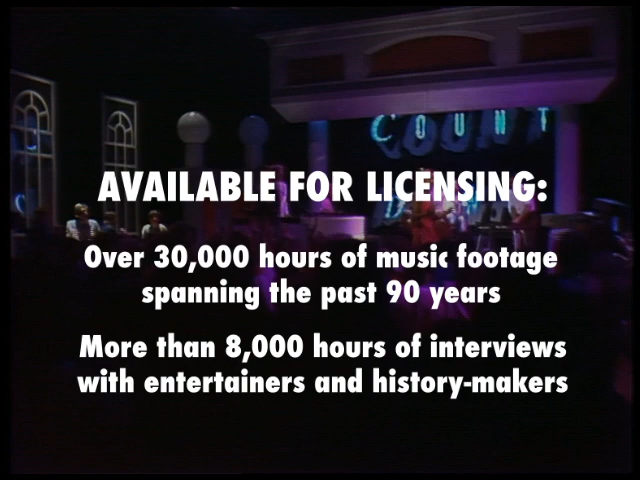 COUNT
AVAILABLE FOR LICENSING:
Over 30,000 hours of music footage
spanning the past 90 years
More than 8,000 hours of interviews
with entertainers and history-makers